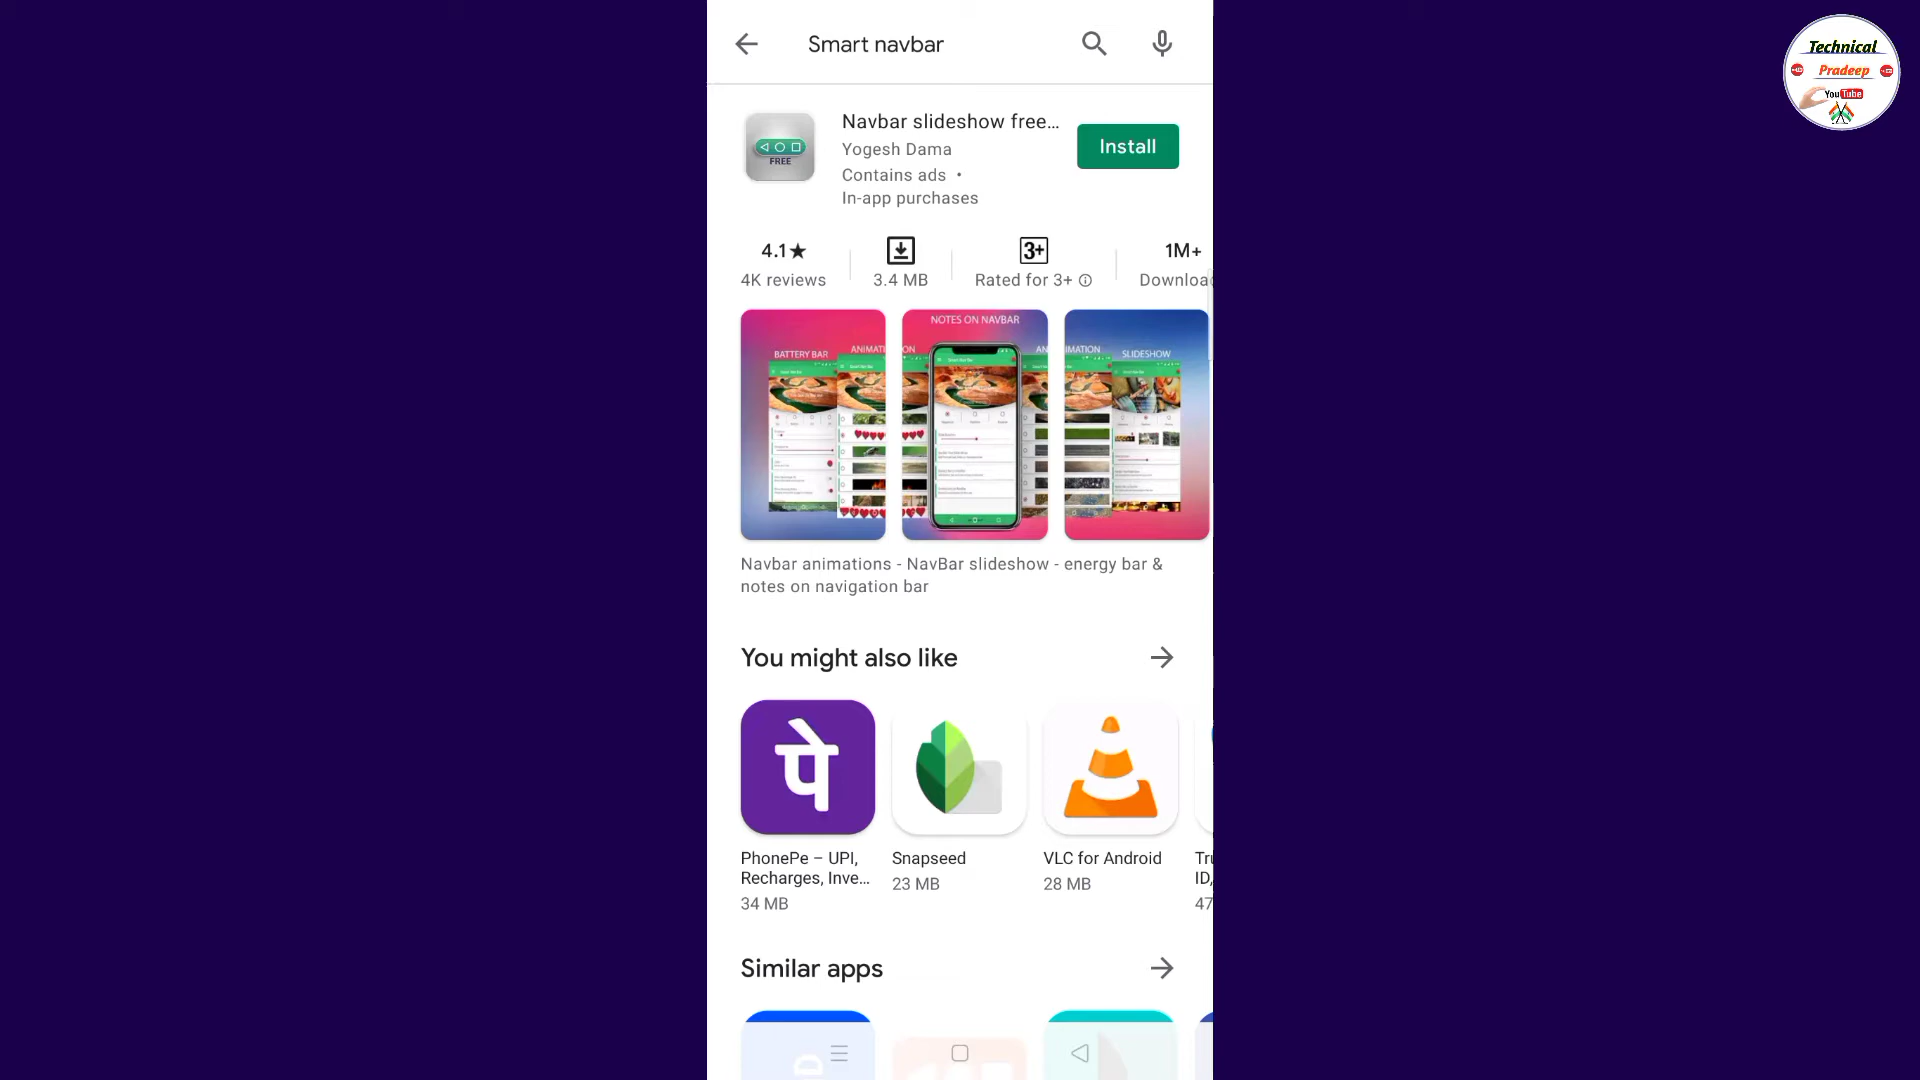 Smart navbar
Technical
Pradeep
YouTube
Navbar slideshow free...
Install
FREE
Yogesh Dama
Contains ads •
In-app purchases
4.1★
3+
1M+
4K reviews
3.4 MB
Rated for 3+
Downloa
BATTERY BAR
NOTES ON NAVBAR
SLIDESHOW
Navbar animations - NavBar slideshow - energy bar &
notes on navigation bar
You might also like
पे
PhonePe – UPI,
Recharges, Inve...
34 MB
Snapseed
23 MB
VLC for Android
28 MB
ID,
47
Similar apps